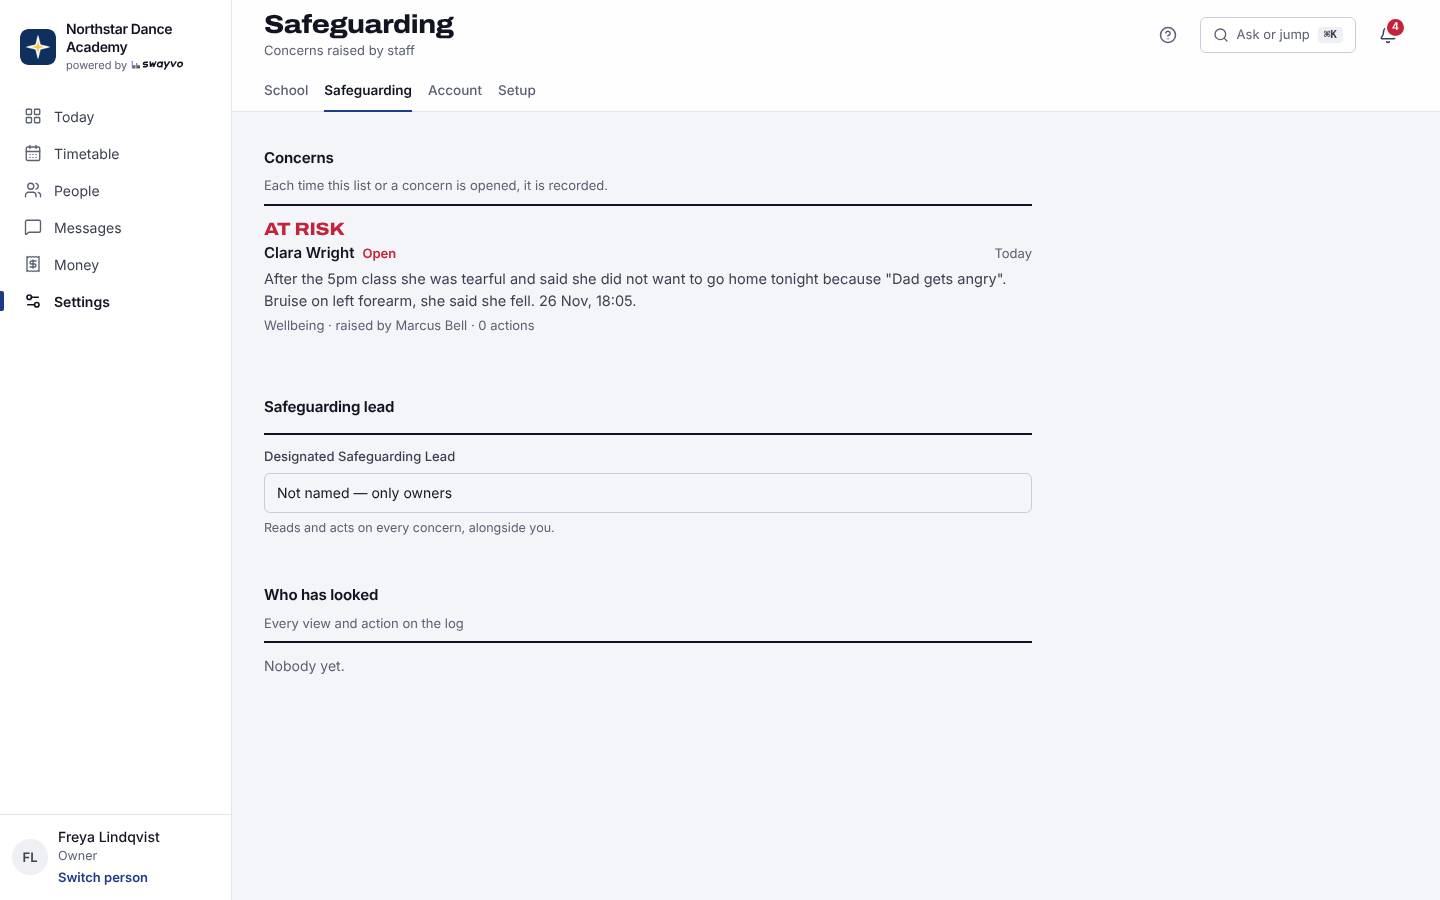 Northstar Dance
Academy
powered by swayvo
Today
Timetable
People
Messages
Money
Settings
FL
Freya Lindqvist
Owner
Switch person
Safeguarding
Concerns raised by staff
Ask or jump ⌘K
4
School Safeguarding Account Setup
Concerns
Each time this list or a concern is opened, it is recorded.
AT RISK
Clara Wright Open Today
After the 5pm class she was tearful and said she did not want to go home tonight because "Dad gets angry".
Bruise on left forearm, she said she fell. 26 Nov, 18:05.
Wellbeing · raised by Marcus Bell · 0 actions
Safeguarding lead
Designated Safeguarding Lead
Not named — only owners
Reads and acts on every concern, alongside you.
Who has looked
Every view and action on the log
Nobody yet.